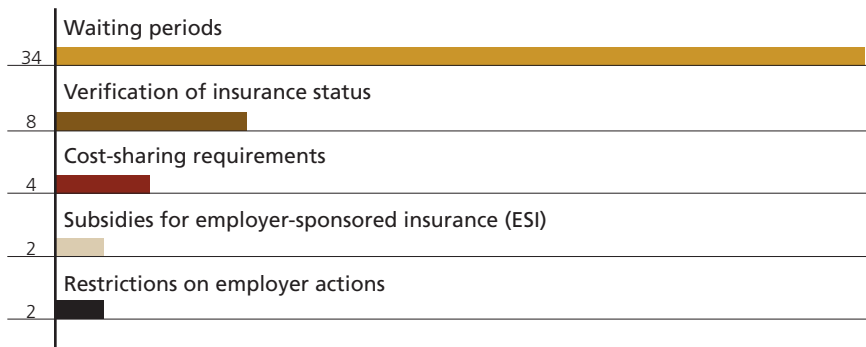 Waiting periods
34
Verification of insurance status
8
Cost-sharing requirements
4
Subsidies for employer-sponsored insurance (ESI)
2
Restrictions on employer actions
2